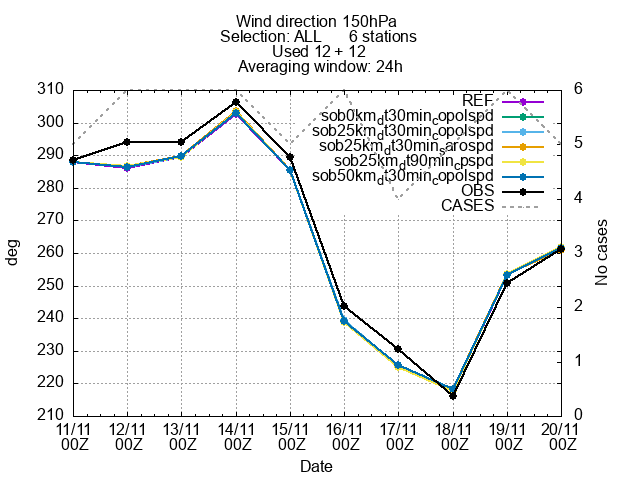 Wind direction 150hPa
Selection: ALL 6 stations
Used 12 + 12
Averaging window: 24h
310
300
290
280
270
260
250
240
230
220
210
deg
6
5
4
3
2
1
0
No cases
REF
sob0km_dt30min_copolspd
sob25km_dt30min_copolspd
sob25km_dt30min_sarospd
sob25km_dt90min_cpspd
sob50km_dt30min_copolspd
OBS
CASES
11/11 12/11 13/11 14/11 15/11 16/11 17/11 18/11 19/11 20/11
00Z 00Z 00Z 00Z 00Z 00Z 00Z 00Z 00Z 00Z
Date